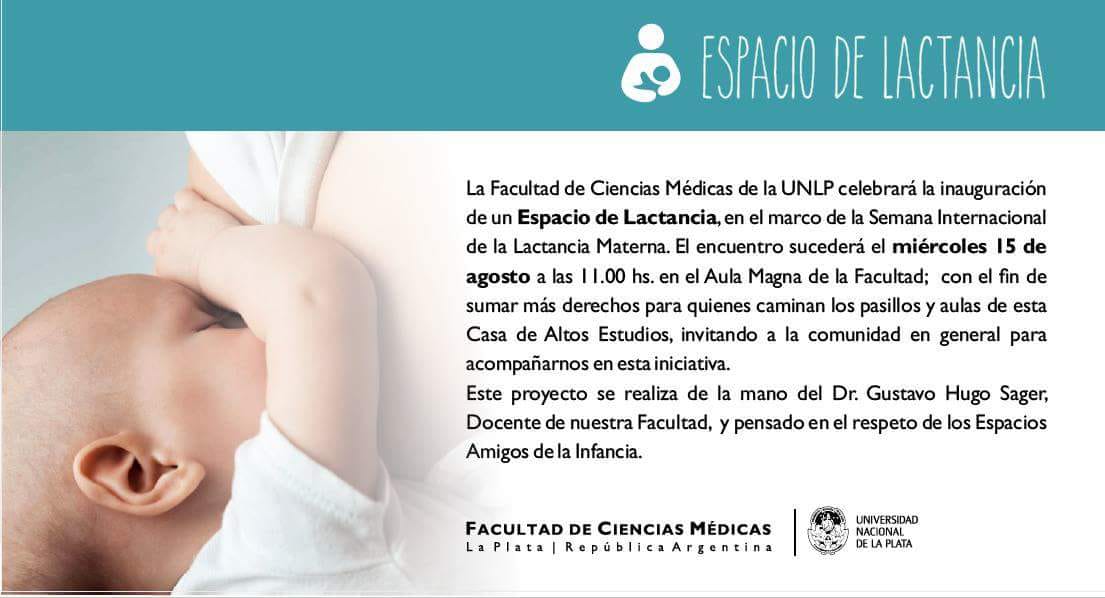 ESPACIO DE LACTANCIA
La Facultad de Ciencias Médicas de la UNLP celebrará la inauguración
de un Espacio de Lactancia, en el marco de la Semana Internacional
de la Lactancia Materna. El encuentro sucederá el miércoles 15 de
agosto a las 11.00 hs. en el Aula Magna de la Facultad; con el fin de
sumar más derechos para quienes caminan los pasillos y aulas de esta
Casa de Altos Estudios, invitando a la comunidad en general para
acompañarnos en esta iniciativa.
Este proyecto se realiza de la mano del Dr. Gustavo Hugo Sager,
Docente de nuestra Facultad, y pensado en el respeto de los Espacios
Amigos de la Infancia.
FACULTAD DE CIENCIAS MÉDICAS
La Plata | República Argentina
UNIVERSIDAD
NACIONAL
DE LA PLATA